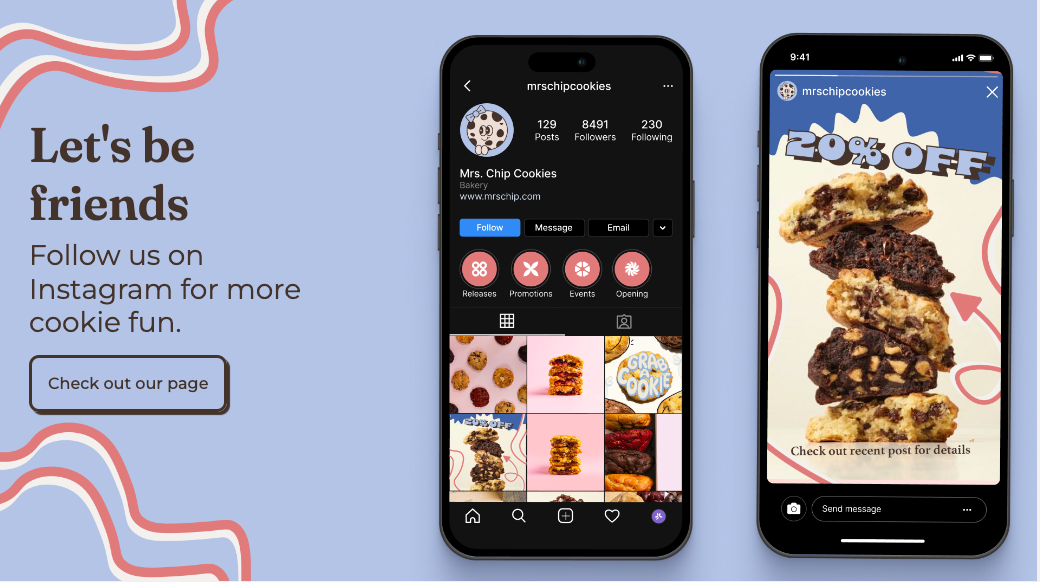 Let's be
friends
Follow us on
Instagram for more
cookie fun.
Check out our page
mrschipcookies
129
8491
230
Posts
Followers
Following
Mrs. Chip Cookies
Bakery
www.mrschip.com
Follow
Message
Email
Releases
Promotions
Events
Opening
GRAB
A
COOKIE
20% OFF
9:41
mrschipcookies
20% OFF
Check out recent post for details
Send message